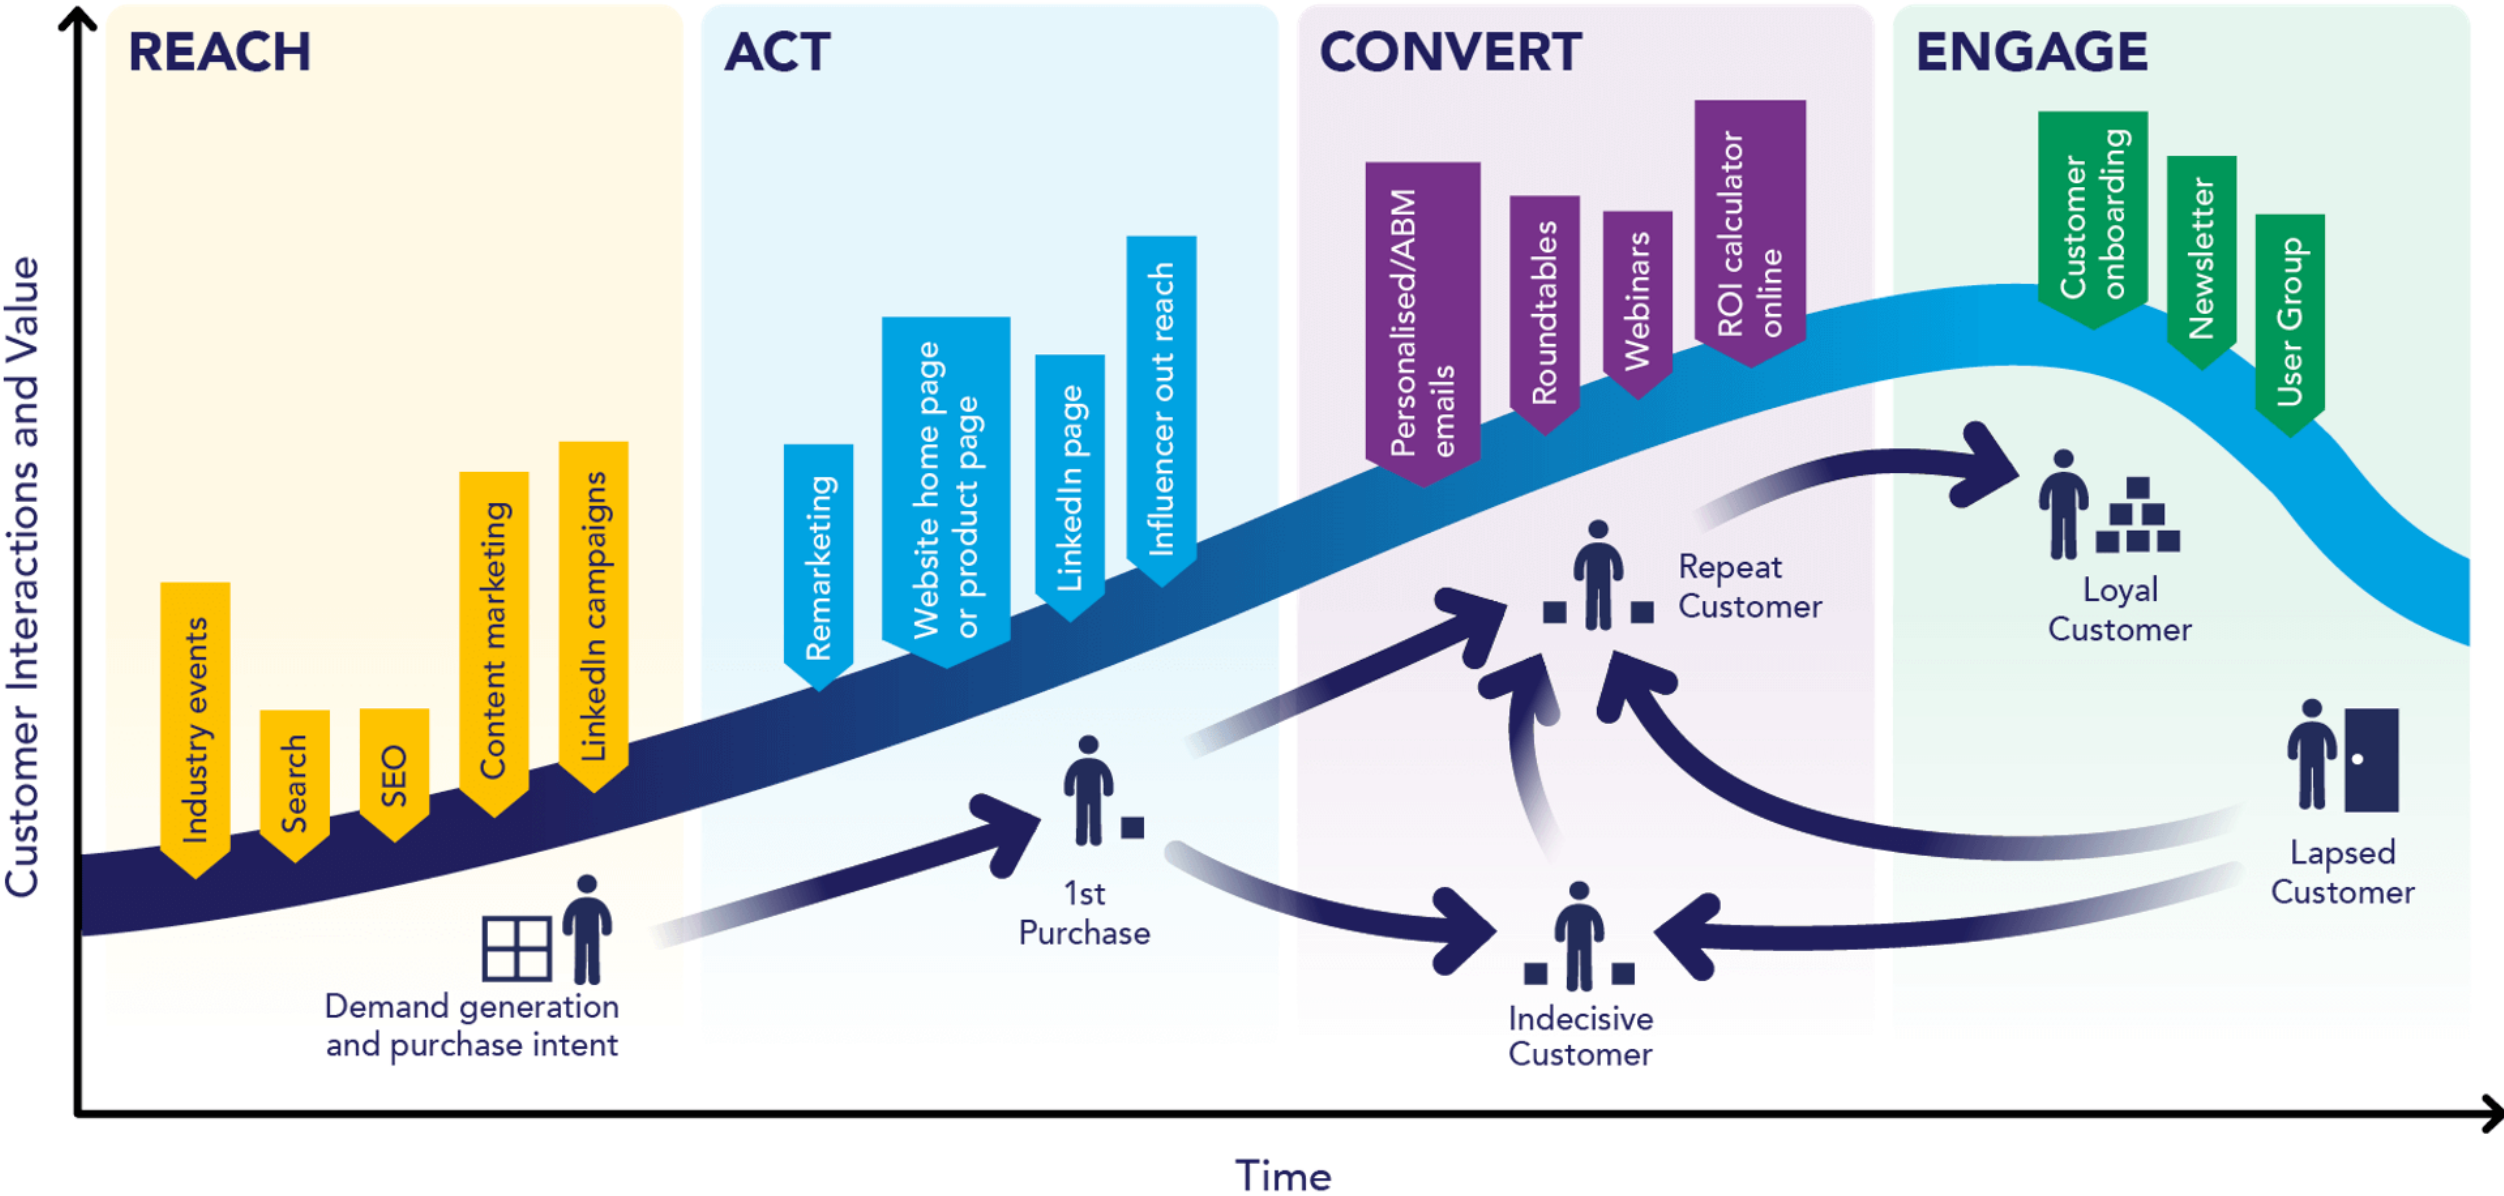 REACH
ACT
CONVERT
ENGAGE
Customer Interactions and Value
Industry events
Search
SEO
Content marketing
LinkedIn campaigns
Remarketing
Website home page
or product page
LinkedIn page
Influencer out reach
Personalised/ABM
emails
Roundtables
Webinars
ROI calculator
online
Customer
onboarding
Newsletter
User Group
Demand generation
and purchase intent
1st
Purchase
Repeat
Customer
Indecisive
Customer
Loyal
Customer
Lapsed
Customer
Time